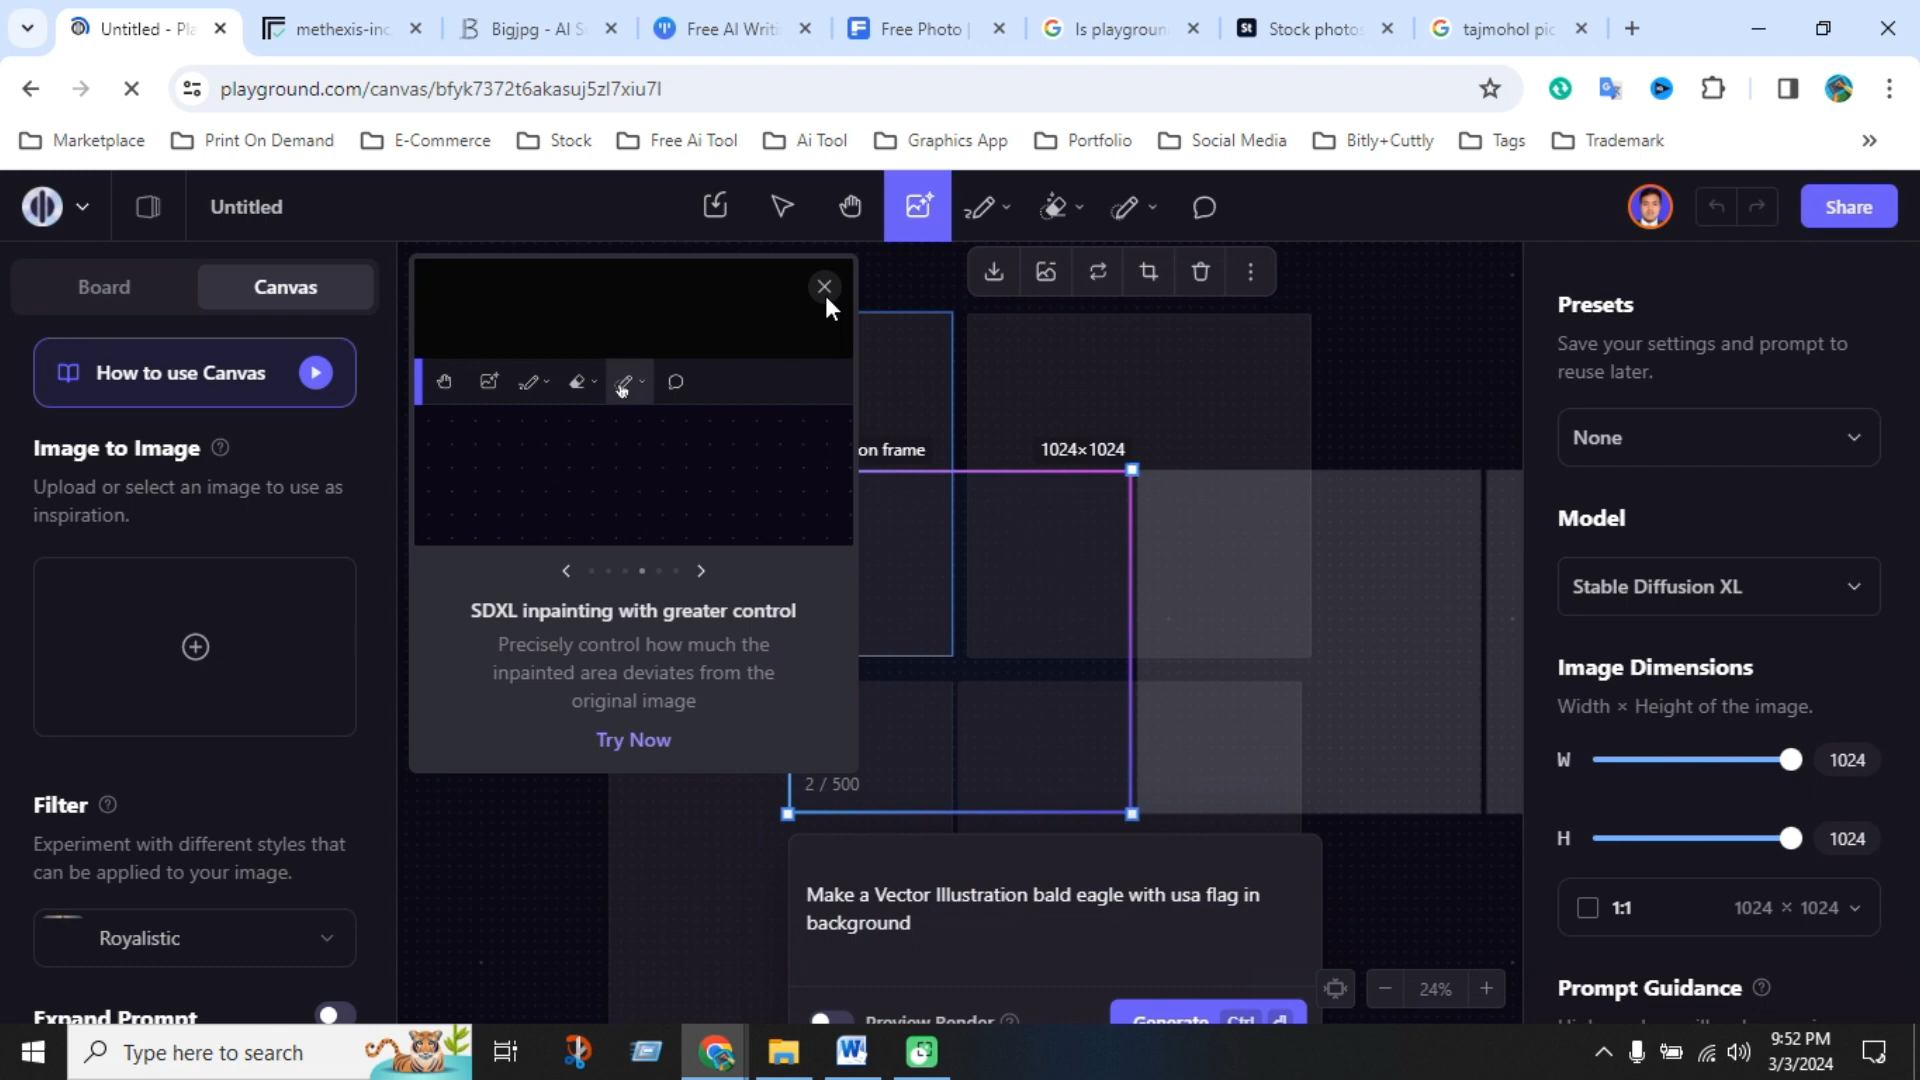 Untitled - Pla
methexis-inc
Bigjpg - AI S
Free AI Writi
Free Photo |
Is playgroun
Stock photos
tajmohol pic
playground.com/canvas/bfyk7372t6akasuj5zl7xiu7l
Marketplace
Print On Demand
E-Commerce
Stock
Free Ai Tool
Ai Tool
Graphics App
Portfolio
Social Media
Bitly+Cuttly
Tags
Trademark
»
Untitled
Share
Board
Canvas
How to use Canvas
Image to Image
Upload or select an image to use as
inspiration.
Filter
Experiment with different styles that
can be applied to your image.
Royalistic
Expand Prompt
on frame
1024×1024
SDXL inpainting with greater control
Precisely control how much the
inpainted area deviates from the
original image
Try Now
2 / 500
Make a Vector Illustration bald eagle with usa flag in
background
Preview Render
Generate Ctrl
24%
Presets
Save your settings and prompt to
reuse later.
None
Model
Stable Diffusion XL
Image Dimensions
Width × Height of the image.
W 1024
H 1024
1:1 1024 × 1024
Prompt Guidance
Type here to search
9:52 PM
3/3/2024